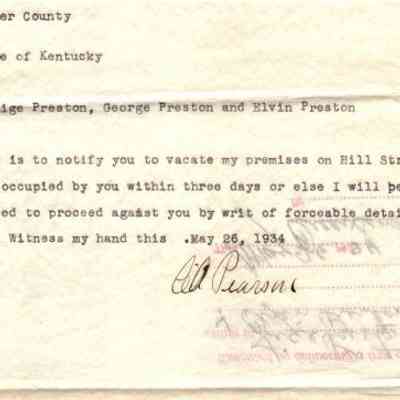 er County
e of Kentucky
ige Preston, George Preston and Elvin Preston
is to notify you to vacate my premises on Hill Str
occupied by you within three days or else I will be
ed to proceed against you by writ of forceable detai
Witness my hand this .May 26, 1934
Pearson